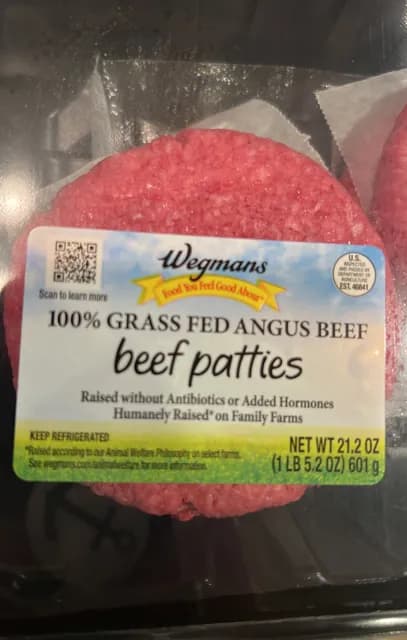 Wegmans
Food You Feel Good About
Scan to learn more
U.S.
INSPECTED
AND PASSED BY
DEPARTMENT OF
AGRICULTURE
EST. 46841
100% GRASS FED ANGUS BEEF
beef patties
Raised without Antibiotics or Added Hormones
Humanely Raised* on Family Farms
KEEP REFRIGERATED
*Raised according to our Animal Welfare Philosophy on select farms.
See wegmans.com/animalwelfare for more information.
NET WT 21.2 OZ
(1 LB 5.2 OZ) 601 g